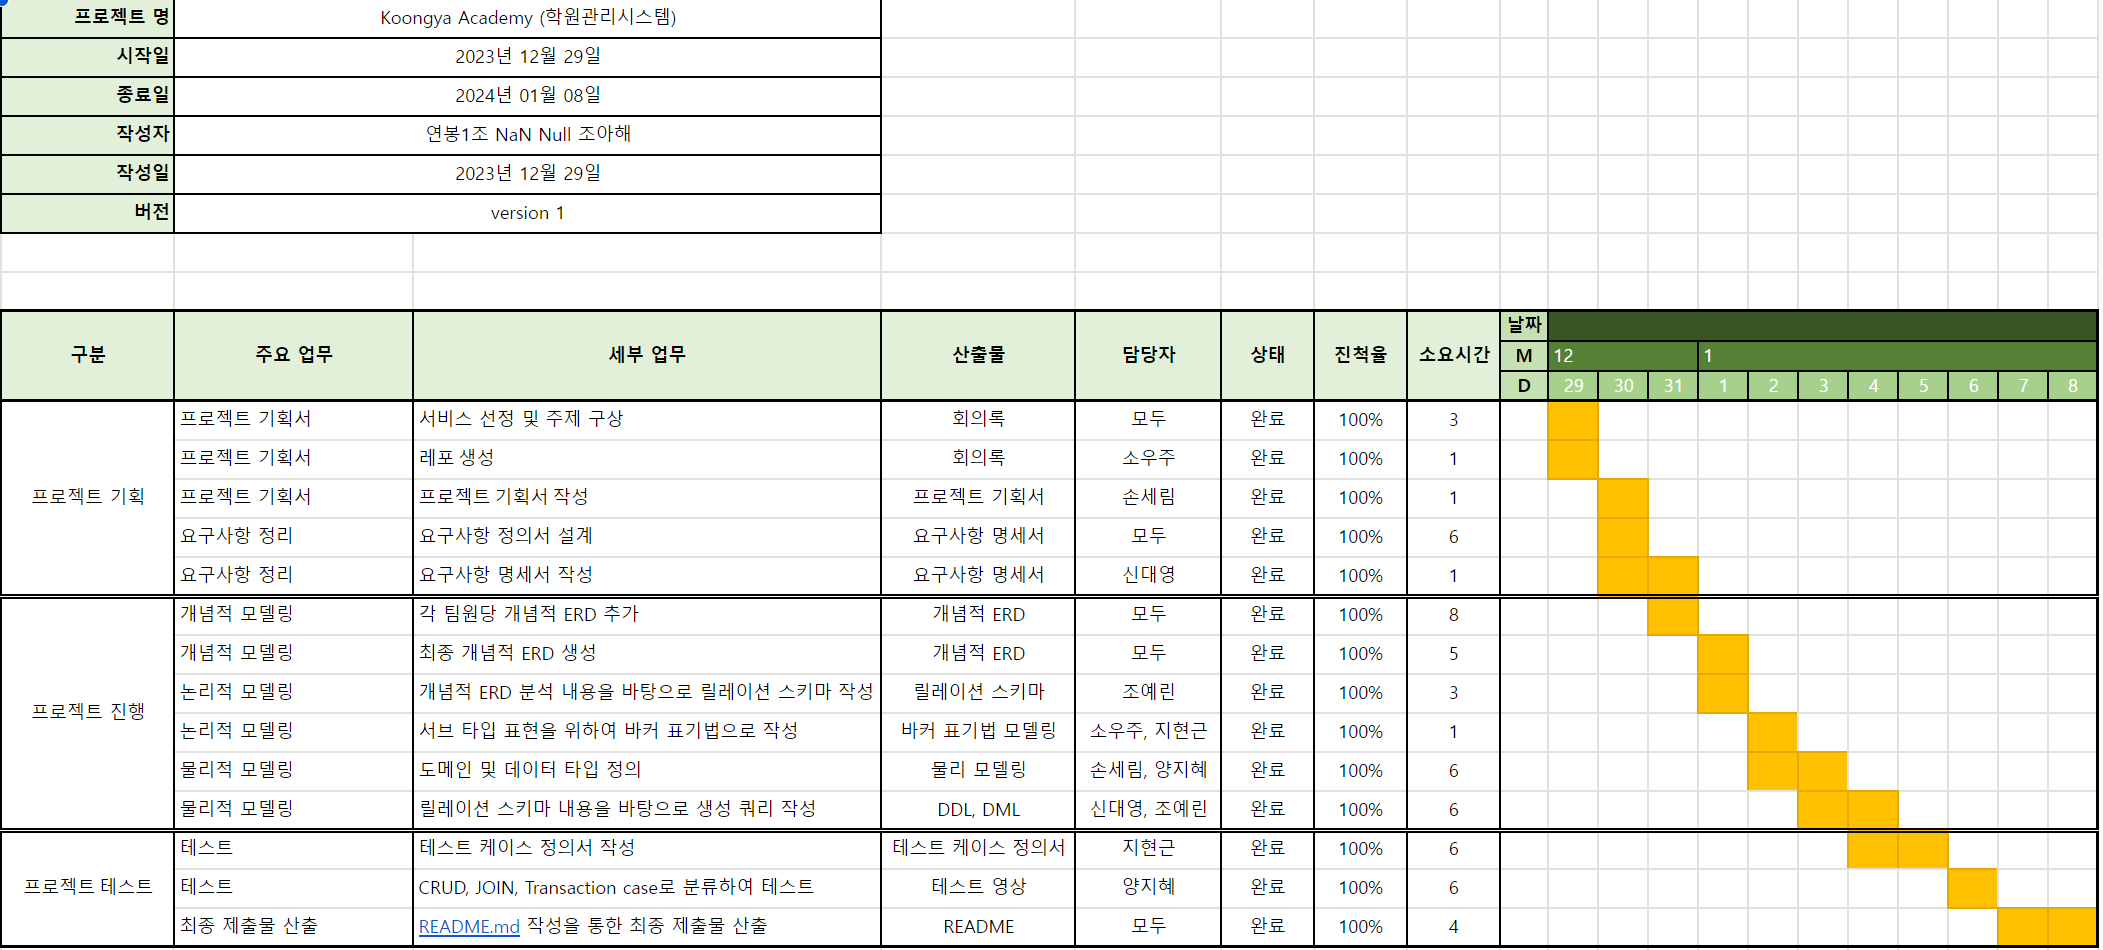 프로젝트 명 Koongya Academy (학원관리시스템)
시작일 2023년 12월 29일
종료일 2024년 01월 08일
작성자 연봉1조 NaN Null 조아해
작성일 2023년 12월 29일
버전 version 1
구분 주요 업무 세부 업무 산출물 담당자 상태 진척율 소요시간 날짜
M 12 1
D 29 30 31 1 2 3 4 5 6 7 8
프로젝트 기획
프로젝트 기획서 서비스 선정 및 주제 구상 회의록 모두 완료 100% 3
프로젝트 기획서 레포 생성 회의록 소우주 완료 100% 1
프로젝트 기획서 프로젝트 기획서 작성 프로젝트 기획서 손세림 완료 100% 1
요구사항 정리 요구사항 정의서 설계 요구사항 명세서 모두 완료 100% 6
요구사항 정리 요구사항 명세서 작성 요구사항 명세서 신대영 완료 100% 1
프로젝트 진행
개념적 모델링 각 팀원당 개념적 ERD 추가 개념적 ERD 모두 완료 100% 8
개념적 모델링 최종 개념적 ERD 생성 개념적 ERD 모두 완료 100% 5
논리적 모델링 개념적 ERD 분석 내용을 바탕으로 릴레이션 스키마 작성 릴레이션 스키마 조예린 완료 100% 3
논리적 모델링 서브 타입 표현을 위하여 바커 표기법으로 작성 바커 표기법 모델링 소우주, 지현근 완료 100% 1
물리적 모델링 도메인 및 데이터 타입 정의 물리 모델링 손세림, 양지혜 완료 100% 6
물리적 모델링 릴레이션 스키마 내용을 바탕으로 생성 쿼리 작성 DDL, DML 신대영, 조예린 완료 100% 6
프로젝트 테스트
테스트 테스트 케이스 정의서 작성 테스트 케이스 정의서 지현근 완료 100% 6
테스트 CRUD, JOIN, Transaction case로 분류하여 테스트 테스트 영상 양지혜 완료 100% 6
최종 제출물 산출 README.md 작성을 통한 최종 제출물 산출 README 모두 완료 100% 4